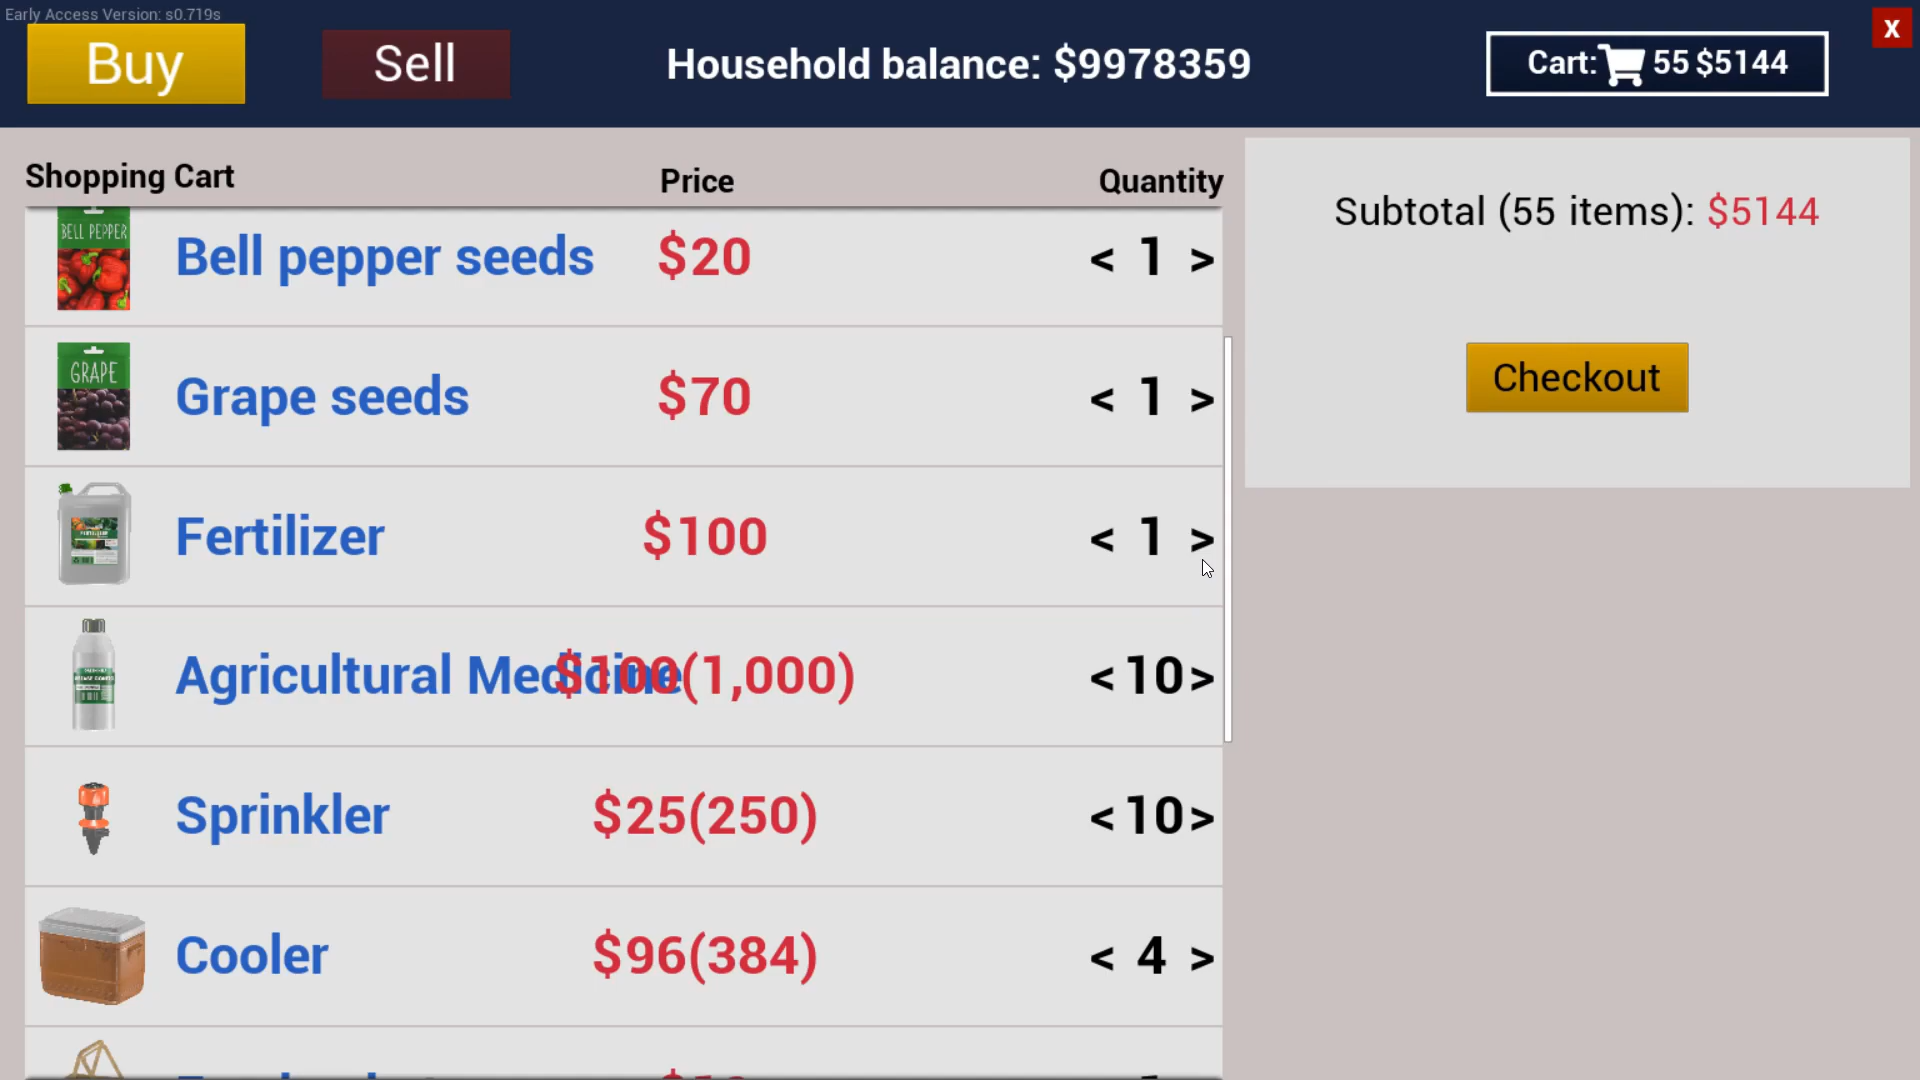 Early Access Version: s0.719s
Buy
Sell
Household balance: $9978359
Cart: 55 $5144
X
Shopping Cart
Price
Quantity
Subtotal (55 items): $5144
Checkout
BELL PEPPER
Bell pepper seeds
$20
< 1 >
GRAPE
Grape seeds
$70
< 1 >
Fertilizer
$100
< 1 >
Agricultural Medicine
$100(1,000)
<10>
Sprinkler
$25(250)
<10>
Cooler
$96(384)
< 4 >